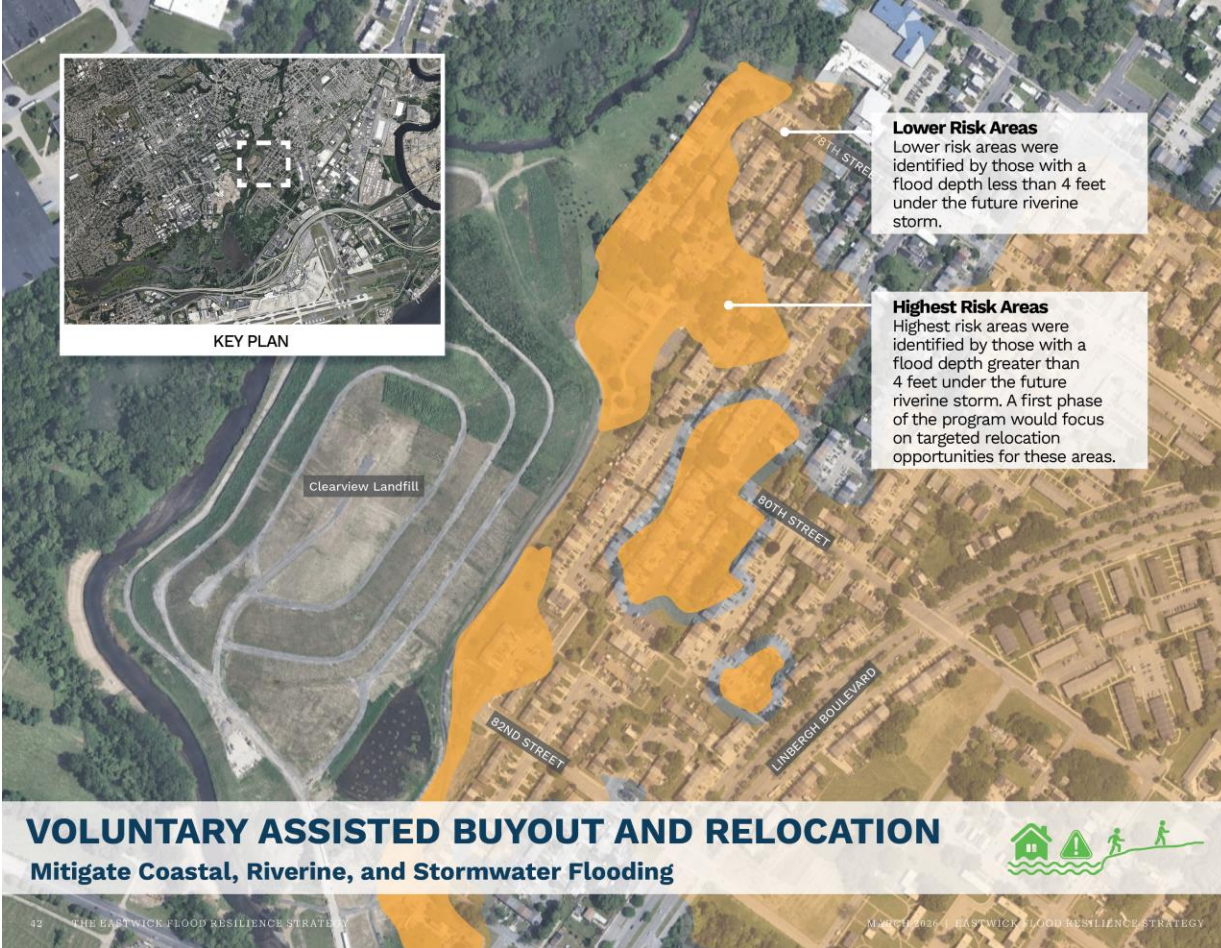 KEY PLAN
Lower Risk Areas
Lower risk areas were
identified by those with a
flood depth less than 4 feet
under the future riverine
storm.
78TH STREET
Highest Risk Areas
Highest risk areas were
identified by those with a
flood depth greater than
4 feet under the future
riverine storm. A first phase
of the program would focus
on targeted relocation
opportunities for these areas.
Clearview Landfill
80TH STREET
82ND STREET
LINBERGH BOULEVARD
VOLUNTARY ASSISTED BUYOUT AND RELOCATION
Mitigate Coastal, Riverine, and Stormwater Flooding
42 THE EASTWICK FLOOD RESILIENCE STRATEGY
MARCH 2026 | EASTWICK FLOOD RESILIENCE STRATEGY